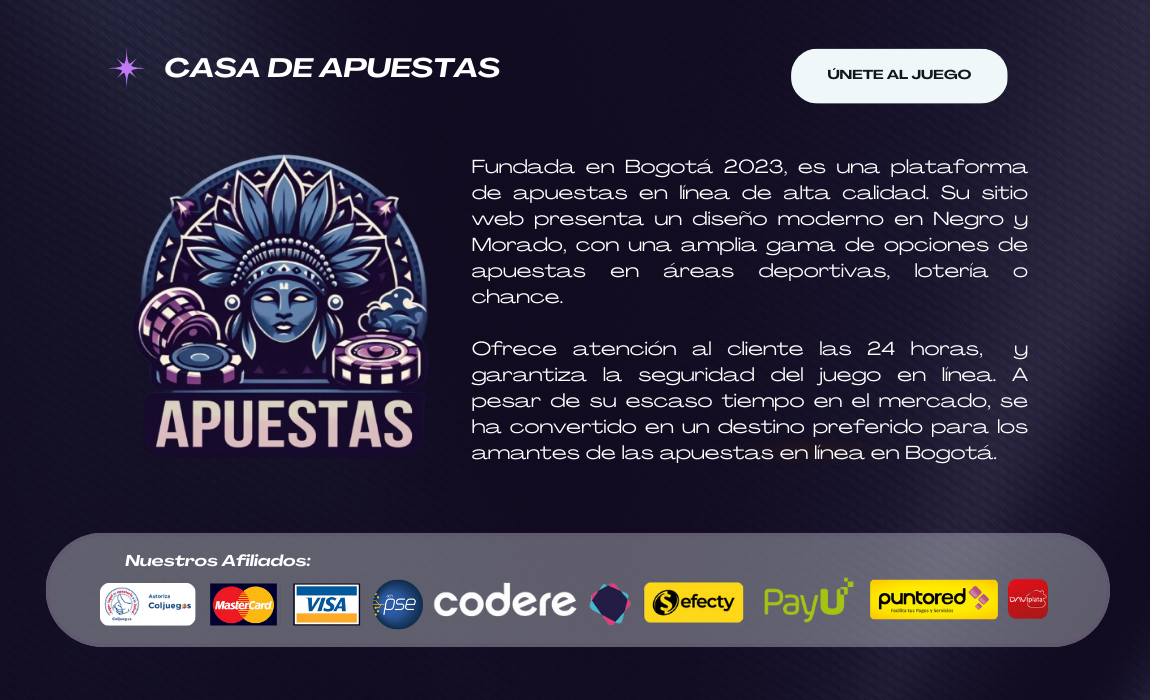 CASA DE APUESTAS
ÚNETE AL JUEGO
Fundada en Bogotá 2023, es una plataforma
de apuestas en línea de alta calidad. Su sitio
web presenta un diseño moderno en Negro y
Morado, con una amplia gama de opciones de
apuestas en áreas deportivas, lotería o
chance.
Ofrece atención al cliente las 24 horas, y
garantiza la seguridad del juego en línea. A
pesar de su escaso tiempo en el mercado, se
ha convertido en un destino preferido para los
amantes de las apuestas en línea en Bogotá.
APUESTAS
Nuestros Afiliados:
Autoriza
Coljuegos
Coljuegos
MasterCard
VISA
pse
codere
$ efecty
PayU
puntored
Facilita tus Pagos y Servicios
DAViplata